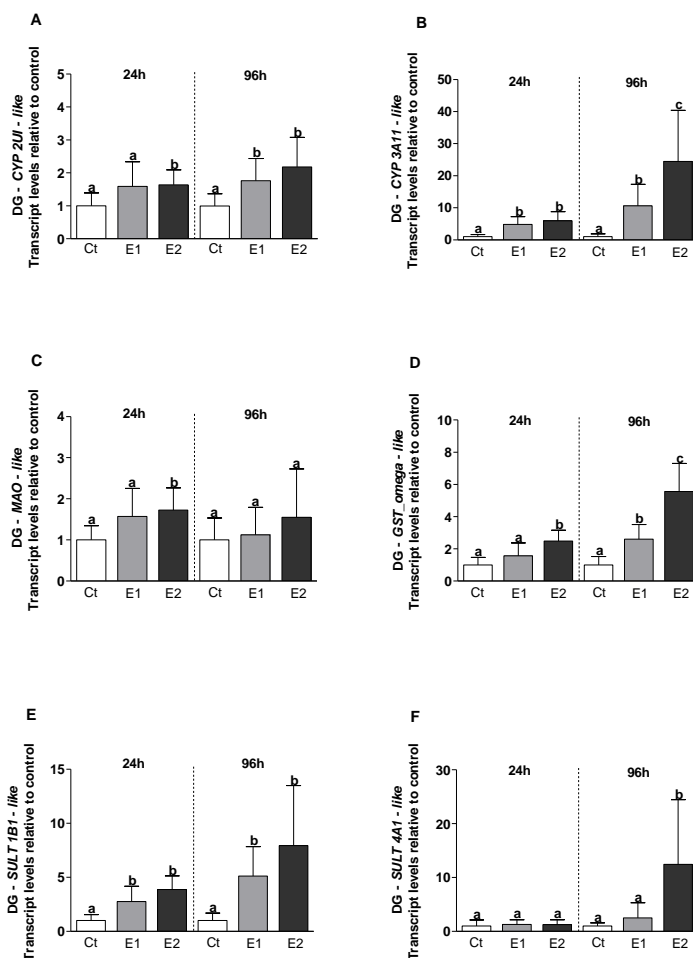 A
DG - CYP 2UI - like
Transcript levels relative to control
24h 96h
5
4
3
2
1
0
a a b a b b
Ct E1 E2 Ct E1 E2
B
DG - CYP 3A11 - like
Transcript levels relative to control
24h 96h
50
40
30
20
10
0
a b b a b c
Ct E1 E2 Ct E1 E2
C
DG - MAO - like
Transcript levels relative to control
24h 96h
4
3
2
1
0
a a b a a a
Ct E1 E2 Ct E1 E2
D
DG - GST_omega - like
Transcript levels relative to control
24h 96h
10
8
6
4
2
0
a a b a b c
Ct E1 E2 Ct E1 E2
E
DG - SULT 1B1 - like
Transcript levels relative to control
24h 96h
15
10
5
0
a b b a b b
Ct E1 E2 Ct E1 E2
F
DG - SULT 4A1 - like
Transcript levels relative to control
24h 96h
30
20
10
0
a a a a a b
Ct E1 E2 Ct E1 E2